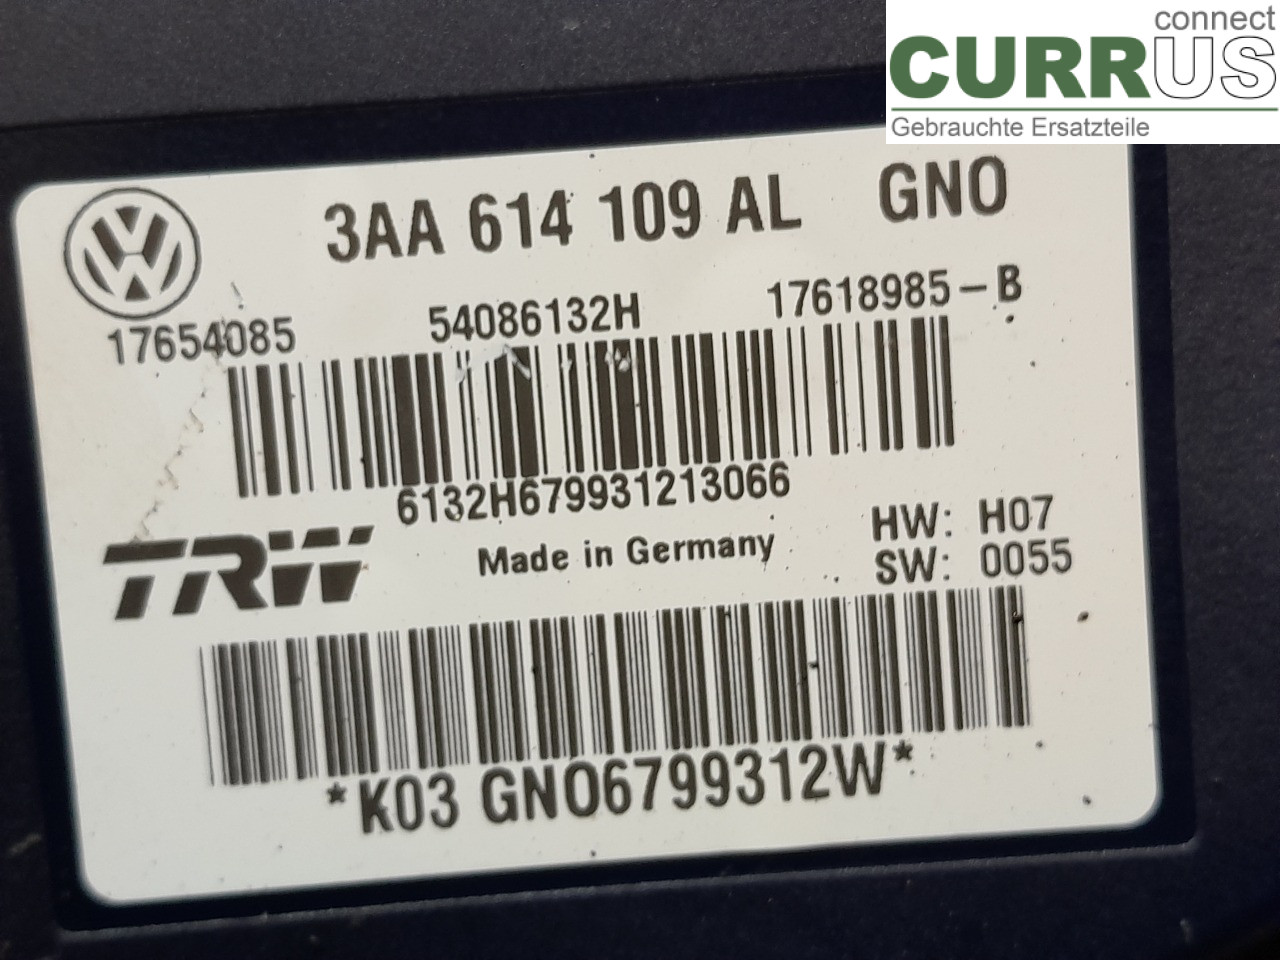 connect
CURRUS
Gebrauchte Ersatzteile
3AA 614 109 AL GNO
17654085 54086132H 17618985-B
6132H679931213066
TRW Made in Germany HW: H07
SW: 0055
*K03 GNO6799312W*